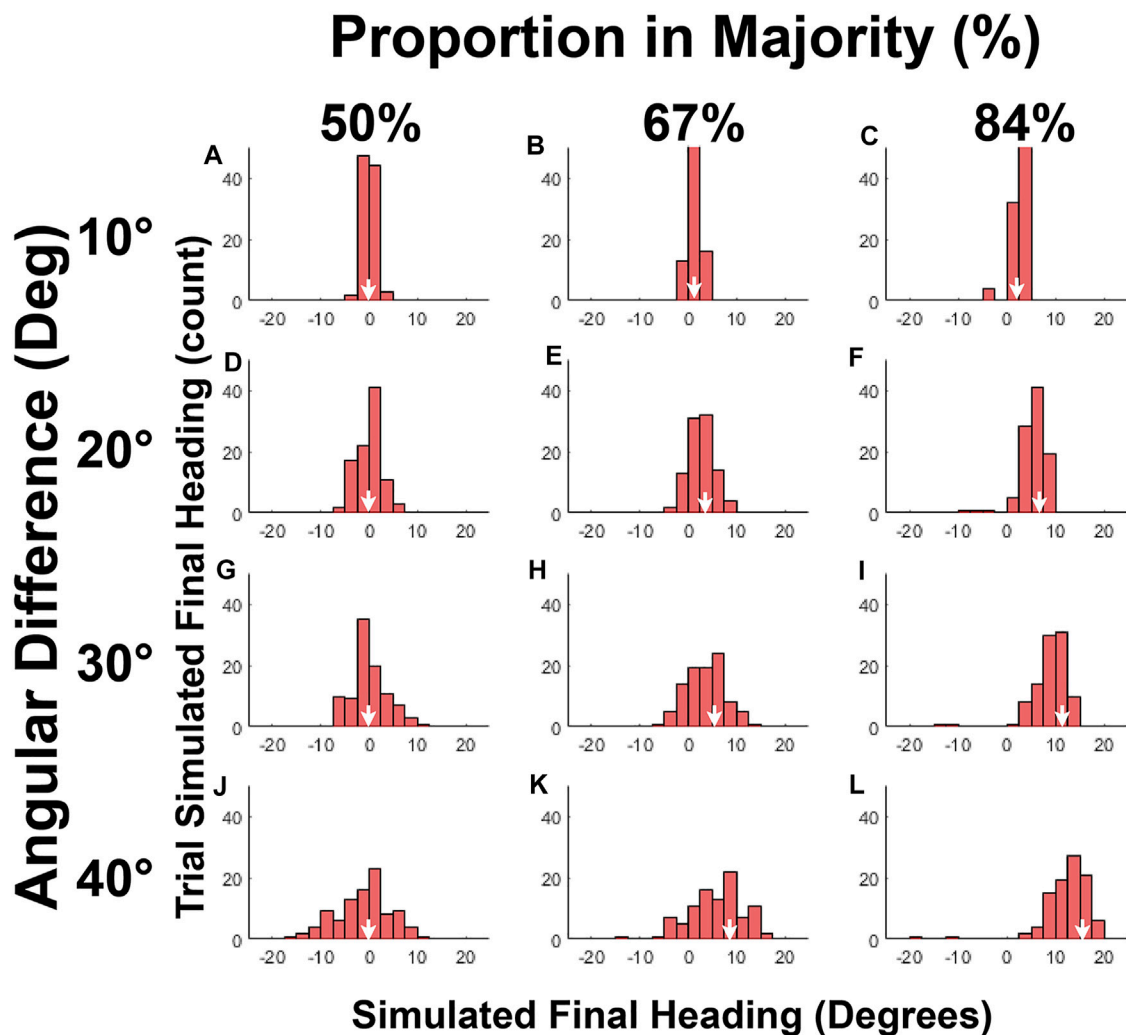 Proportion in Majority (%)
50% 67% 84%
Angular Difference (Deg)
Trial Simulated Final Heading (count)
10°
A
40
20
0
-20 -10 0 10 20
B
40
20
0
-20 -10 0 10 20
C
40
20
0
-20 -10 0 10 20
20°
D
40
20
0
-20 -10 0 10 20
E
40
20
0
-20 -10 0 10 20
F
40
20
0
-20 -10 0 10 20
30°
G
40
20
0
-20 -10 0 10 20
H
40
20
0
-20 -10 0 10 20
I
40
20
0
-20 -10 0 10 20
40°
J
40
20
0
-20 -10 0 10 20
K
40
20
0
-20 -10 0 10 20
L
40
20
0
-20 -10 0 10 20
Simulated Final Heading (Degrees)